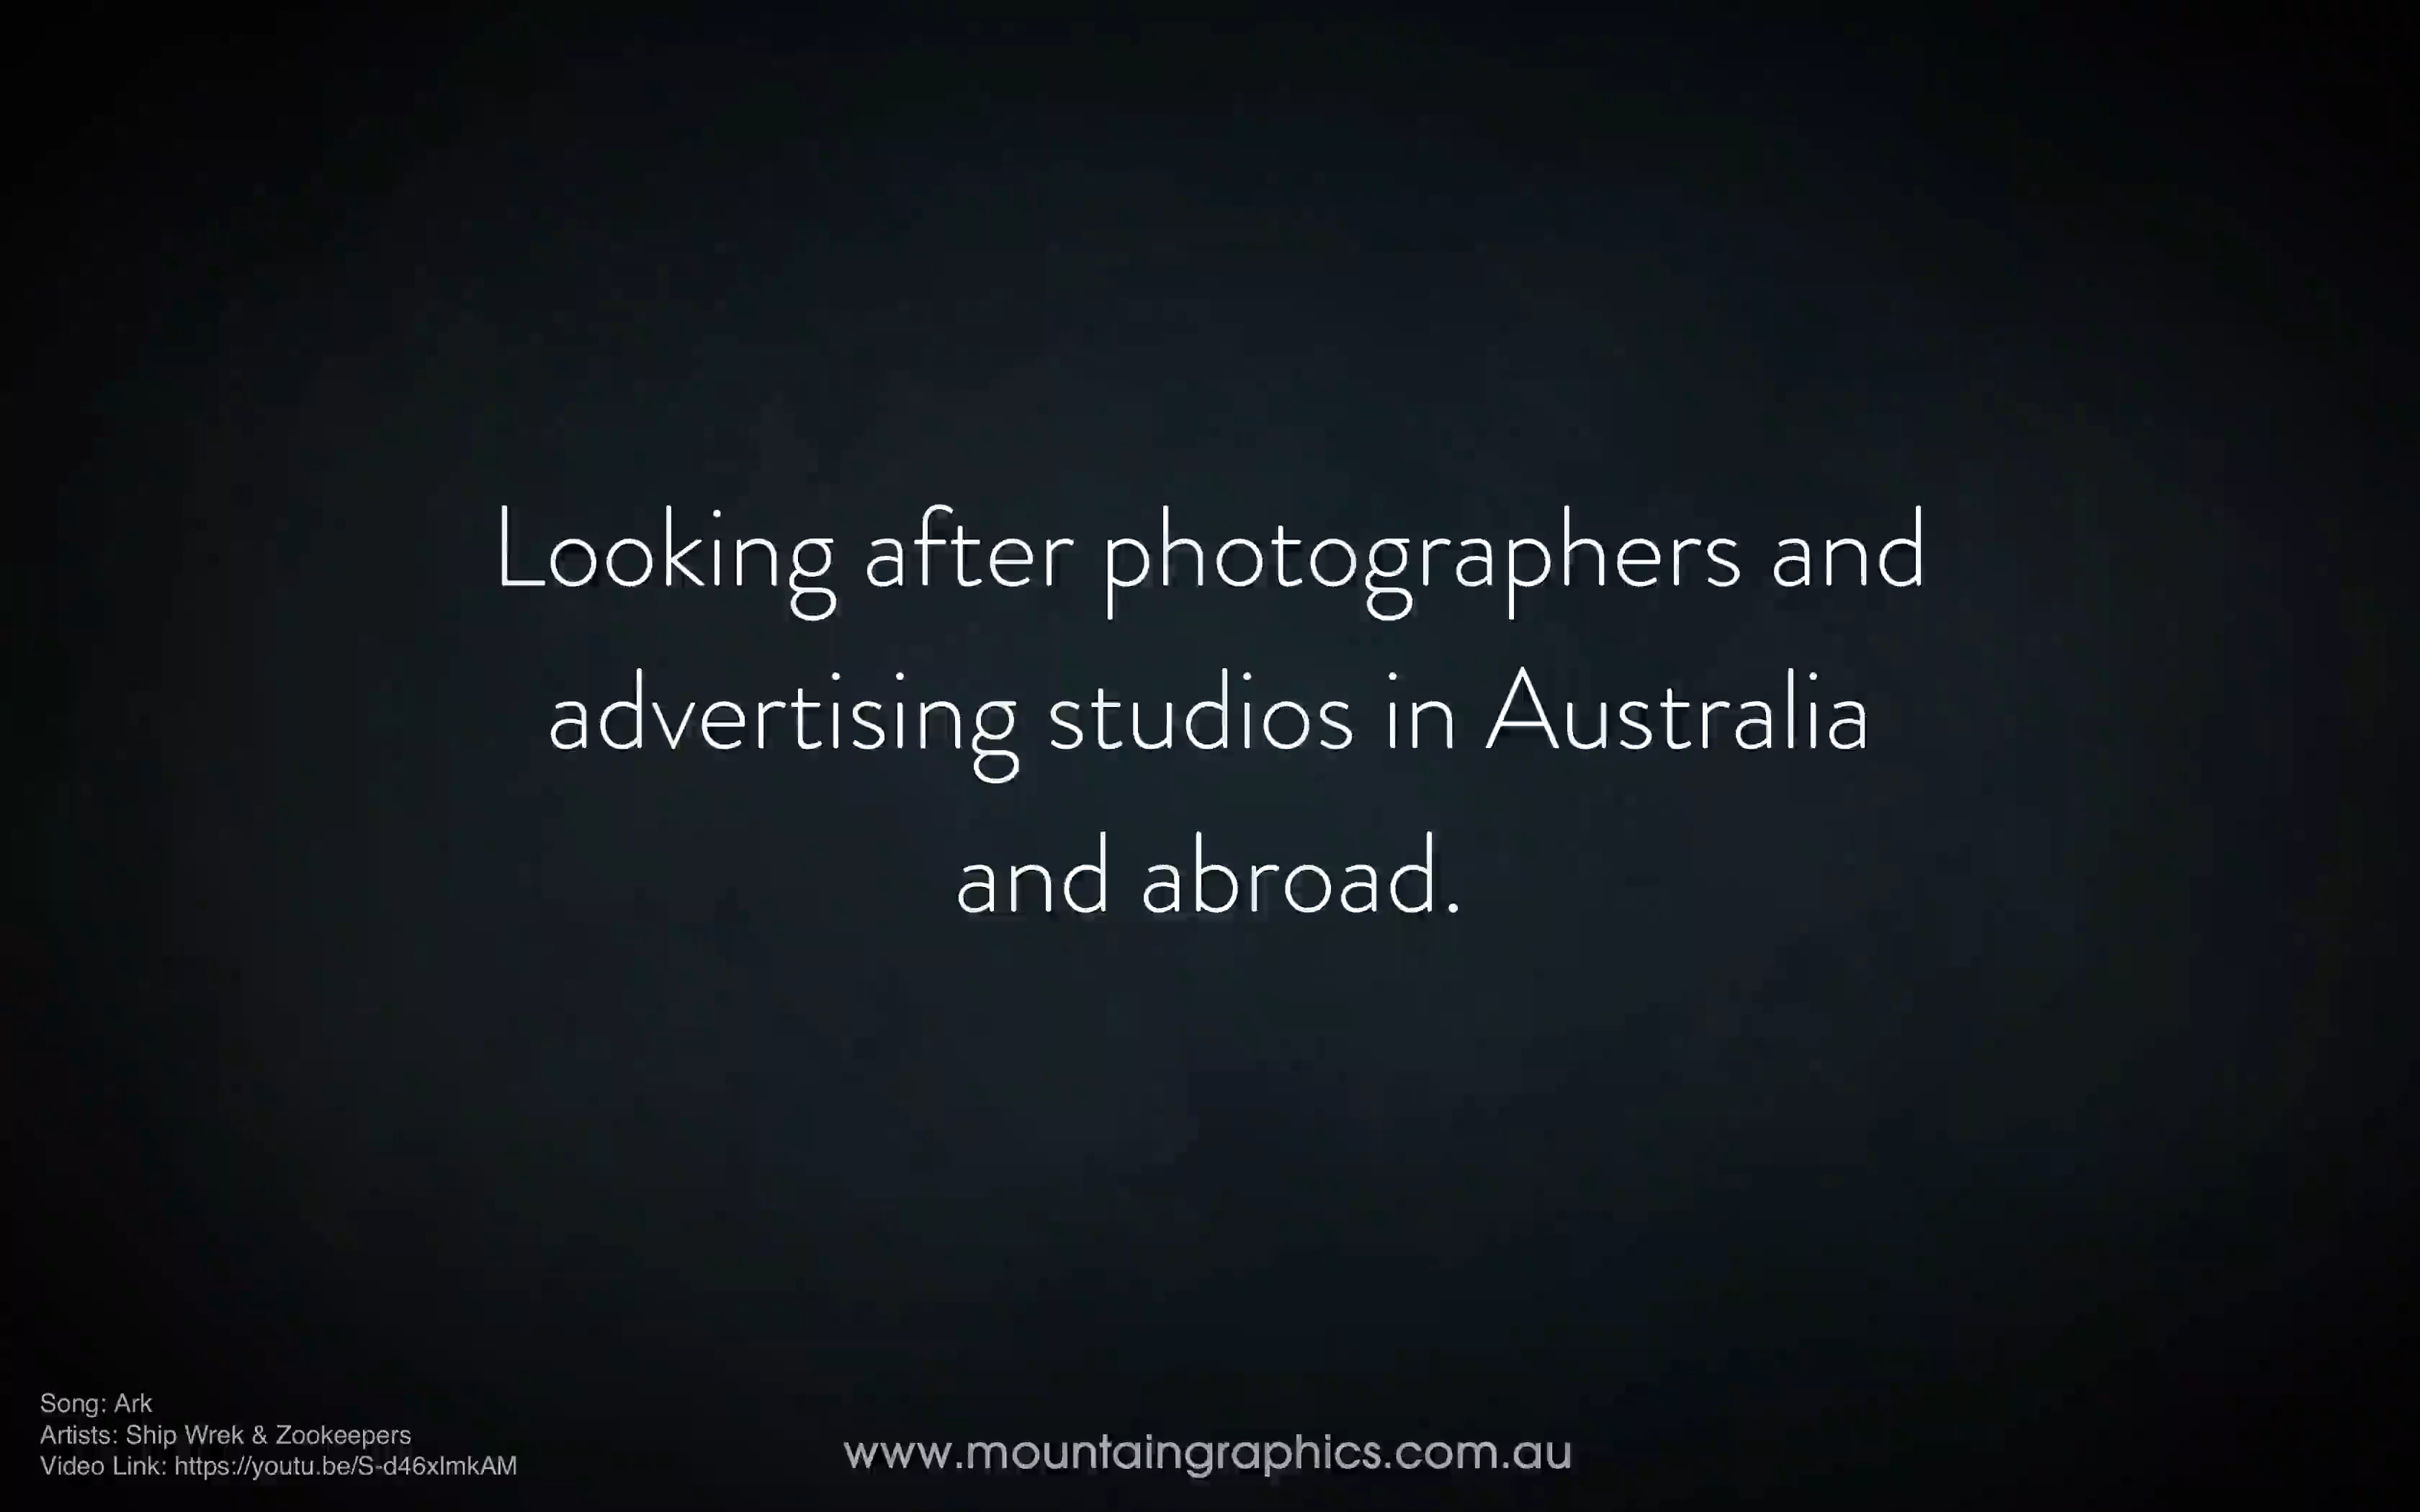 Looking after photographers and
advertising studios in Australia
and abroad.
Song: Ark
Artists: Ship Wrek & Zookeepers
Video Link: https://youtu.be/S-d46xImkAM
www.mountaingraphics.com.au